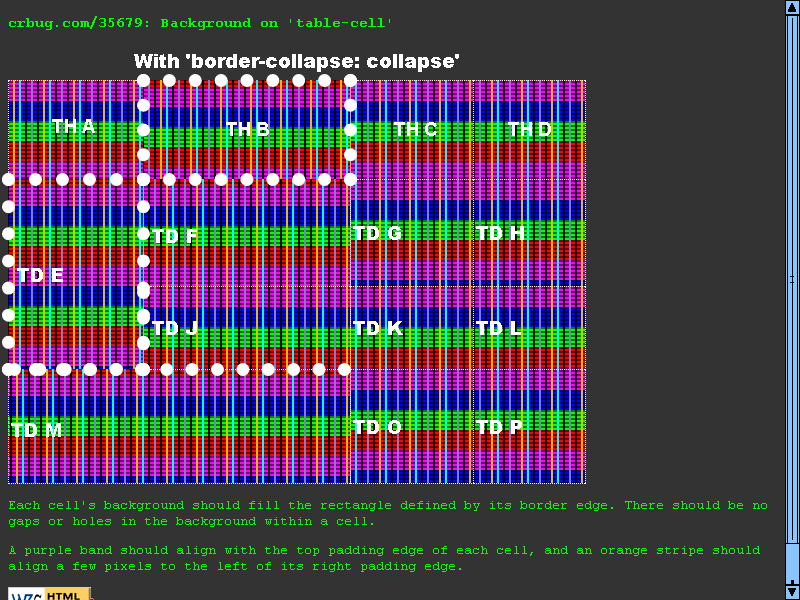 crbug.com/35679: Background on 'table-cell'
With 'border-collapse: collapse'
TH A
TH B
TH C
TH D
TD E
TD F
TD G
TD H
TD J
TD K
TD L
TD M
TD O
TD P
Each cell's background should fill the rectangle defined by its border edge. There should be no
gaps or holes in the background within a cell.
A purple band should align with the top padding edge of each cell, and an orange stripe should
align a few pixels to the left of its right padding edge.
W3C HTML